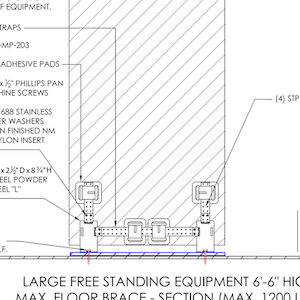 F EQUIPMENT.
TRAPS
-MP-203
ADHESIVE PADS
x ½" PHILLIPS PAN
HINE SCREWS
688 STAINLESS
ER WASHERS
N FINISHED NM
YLON INSERT
x 2½" D x 8¾" H
EEL POWDER
EEL "L"
F.
(4) STP
LARGE FREE STANDING EQUIPMENT 6'-6" HIG
MAX. FLOOR BRACE - SECTION (MAX. 1200